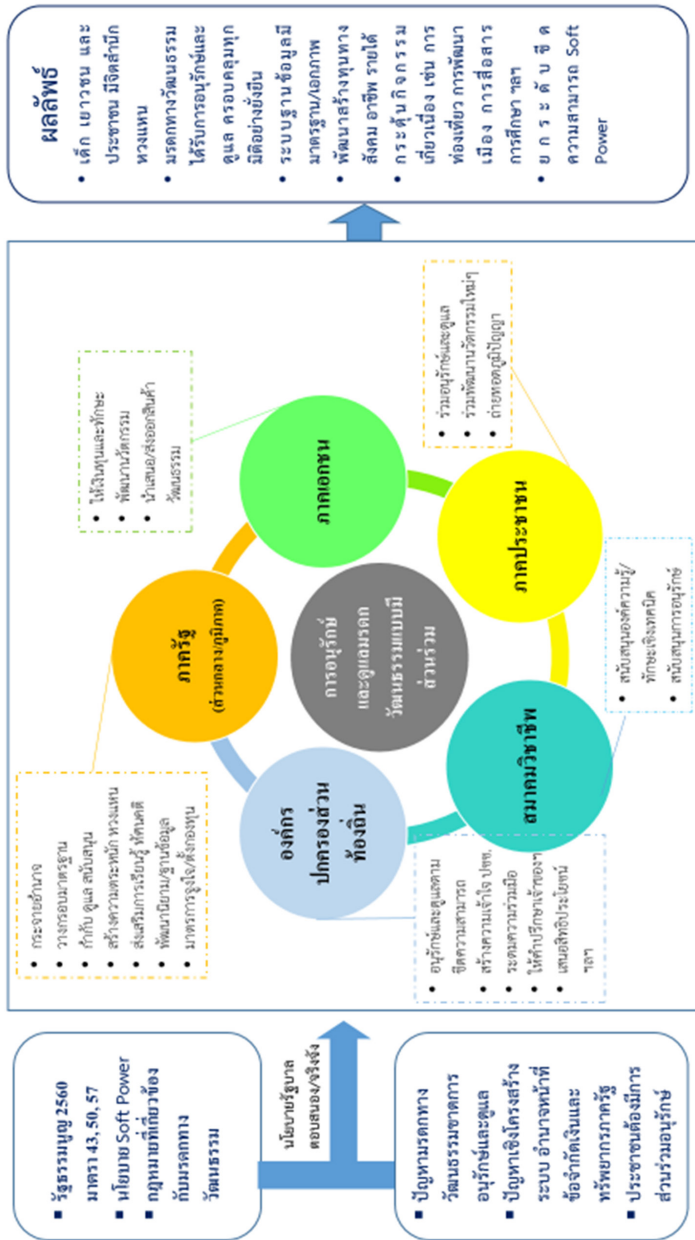 รัฐธรรมนูญ 2560
มาตรา 43, 50, 57
นโยบาย Soft Power
กฎหมายที่เกี่ยวข้อง
กับมรดกทาง
วัฒนธรรม
ปัญหามรดกทาง
วัฒนธรรมขาดการ
อนุรักษ์และดูแล
ปัญหาเชิงโครงสร้าง
ระบบ อำนาจหน้าที่
ข้อจำกัดเงินและ
ทรัพยากรภาครัฐ
ประชาชนต้องมีการ
ส่วนร่วมอนุรักษ์
นโยบายรัฐบาล
ตอบสนอง/จริงจัง
กระจายอำนาจ
วางกรอบมาตรฐาน
กำกับ ดูแล สนับสนุน
สร้างความตระหนัก หวงแหน
ส่งเสริมการเรียนรู้ ทัศนคติ
พัฒนานิยาม/ฐานข้อมูล
มาตรการจูงใจ/ตั้งกองทุน
ภาครัฐ
(ส่วนกลาง/ภูมิภาค)
ให้เงินทุนและทักษะ
พัฒนานวัตกรรม
นำเสนอ/ส่งออกสินค้า
วัฒนธรรม
องค์กร
ปกครองส่วน
ท้องถิ่น
การอนุรักษ์
และดูแลมรดก
วัฒนธรรมแบบมี
ส่วนร่วม
ภาคเอกชน
อนุรักษ์และดูแลตาม
ขีดความสามารถ
สร้างความเข้าใจ ปชช.
ระดมความร่วมมือ
ให้คำปรึกษาเจ้าของฯ
เสนอสิทธิประโยชน์
ฯลฯ
สมาคมวิชาชีพ
ภาคประชาชน
ร่วมอนุรักษ์และดูแล
ร่วมพัฒนานวัตกรรมใหม่ๆ
ถ่ายทอดภูมิปัญญา
สนับสนุนองค์ความรู้/
ทักษะเชิงเทคนิค
สนับสนุนการอนุรักษ์
ผลลัพธ์
เด็ก เยาวชน และ
ประชาชน มีจิตสำนึก
หวงแหน
มรดกทางวัฒนธรรม
ได้รับการอนุรักษ์และ
ดูแล ครอบคลุมทุก
มิติอย่างยั่งยืน
ระบบฐานข้อมูลมี
มาตรฐาน/เอกภาพ
พัฒนาสร้างทุนทาง
สังคม อาชีพ รายได้
กระตุ้นกิจกรรม
เกี่ยวเนื่อง เช่น การ
ท่องเที่ยว การพัฒนา
เมือง การสื่อสาร
การศึกษา ฯลฯ
ยกระดับขีด
ความสามารถ Soft
Power